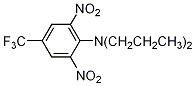 NO₂
F₃C
N(CH₂CH₂CH₃)₂
NO₂